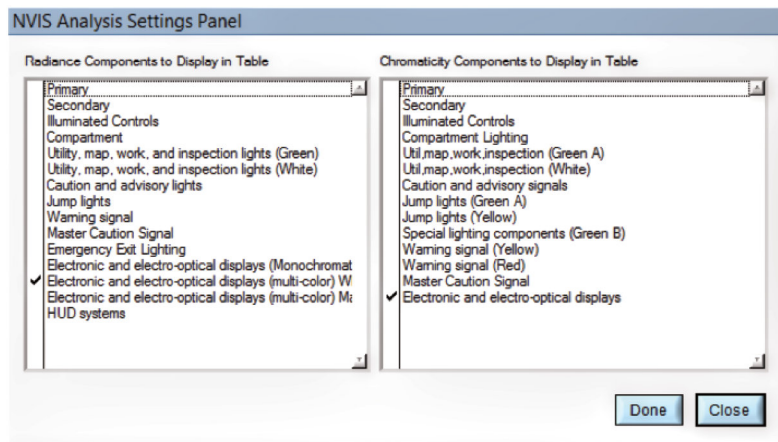 NVIS Analysis Settings Panel
Radiance Components to Display in Table
Primary
Secondary
Illuminated Controls
Compartment
Utility, map, work, and inspection lights (Green)
Utility, map, work, and inspection lights (White)
Caution and advisory lights
Jump lights
Warning signal
Master Caution Signal
Emergency Exit Lighting
Electronic and electro-optical displays (Monochromat
Electronic and electro-optical displays (multi-color) W
Electronic and electro-optical displays (multi-color) Ma
HUD systems
Chromaticity Components to Display in Table
Primary
Secondary
Illuminated Controls
Compartment Lighting
Util,map,work,inspection (Green A)
Util,map,work,inspection (White)
Caution and advisory signals
Jump lights (Green A)
Jump lights (Yellow)
Special lighting components (Green B)
Warning signal (Yellow)
Warning signal (Red)
Master Caution Signal
Electronic and electro-optical displays
Done
Close